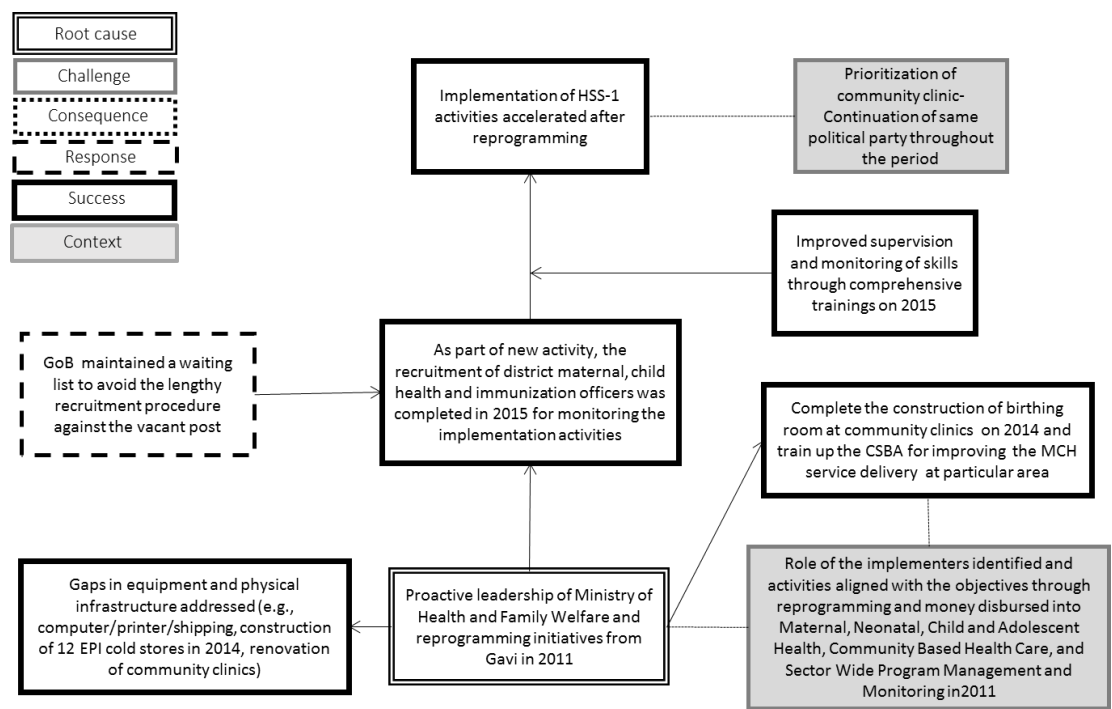 Root cause
Challenge
Consequence
Response
Success
Context
Implementation of HSS-1
activities accelerated after
reprogramming
Prioritization of
community clinic-
Continuation of same
political party throughout
the period
Improved supervision
and monitoring of skills
through comprehensive
trainings on 2015
GoB maintained a waiting
list to avoid the lengthy
recruitment procedure
against the vacant post
As part of new activity, the
recruitment of district maternal, child
health and immunization officers was
completed in 2015 for monitoring the
implementation activities
Complete the construction of birthing
room at community clinics on 2014 and
train up the CSBA for improving the MCH
service delivery at particular area
Gaps in equipment and physical
infrastructure addressed (e.g.,
computer/printer/shipping, construction
of 12 EPI cold stores in 2014, renovation
of community clinics)
Proactive leadership of Ministry of
Health and Family Welfare and
reprogramming initiatives from
Gavi in 2011
Role of the implementers identified and
activities aligned with the objectives through
reprogramming and money disbursed into
Maternal, Neonatal, Child and Adolescent
Health, Community Based Health Care, and
Sector Wide Program Management and
Monitoring in2011